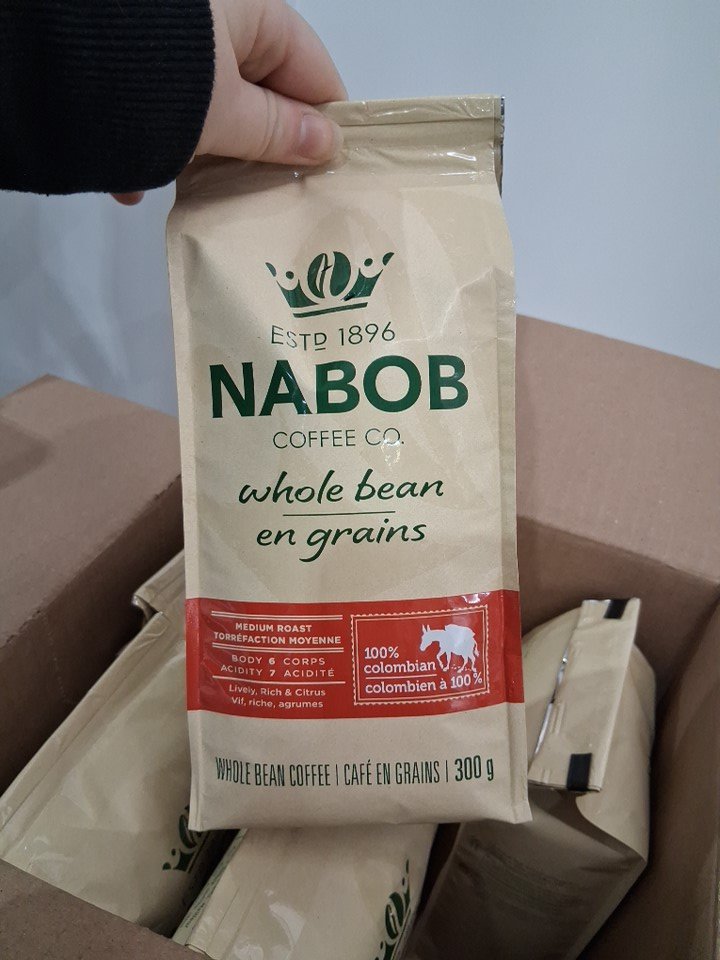 ESTD 1896
NABOB
COFFEE CO.
whole bean
en grains
MEDIUM ROAST
TORRÉFACTION MOYENNE
BODY 6 CORPS
ACIDITY 7 ACIDITÉ
Lively, Rich & Citrus
Vif, riche, agrumes
100%
colombian
colombien à 100%
WHOLE BEAN COFFEE | CAFÉ EN GRAINS | 300 g